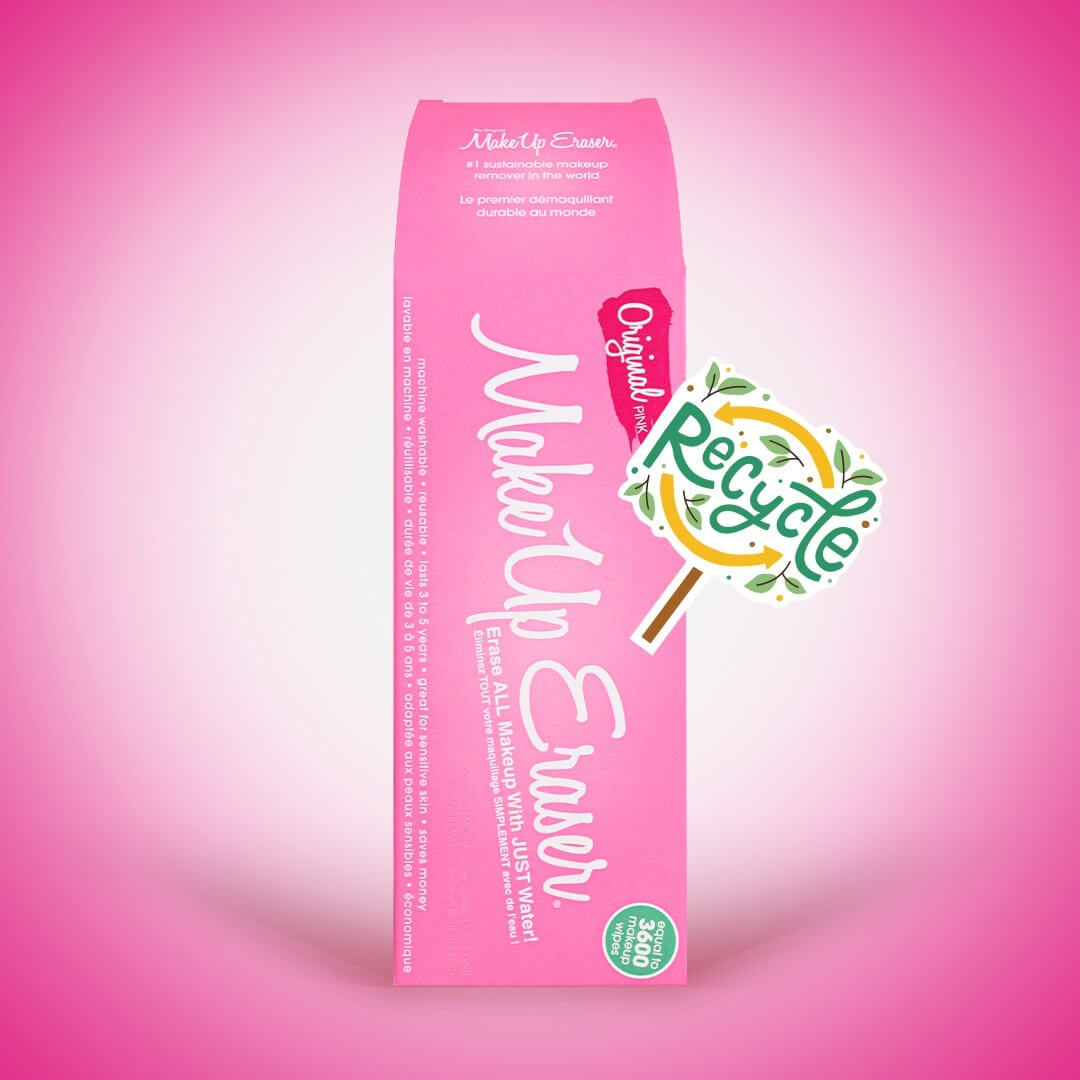 The Original
MakeUp Eraser®
#1 sustainable makeup
remover in the world
Le premier démaquillant
durable au monde
Original PINK
MakeUp Eraser®
Erase ALL Makeup With JUST Water!
Éliminez TOUT votre maquillage SIMPLEMENT avec de l'eau !
machine washable • reusable • lasts 3 to 5 years • great for sensitive skin • saves money
lavable en machine • réutilisable • durée de vie de 3 à 5 ans • adaptée aux peaux sensibles • économique
equal to
3600
makeup
wipes
Recycle